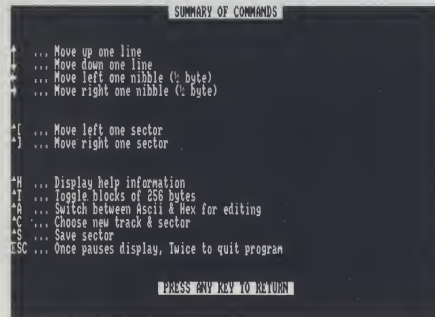 SUMMARY OF COMMANDS
↑ ... Move up one line
↓ ... Move down one line
← ... Move left one nibble (½ byte)
→ ... Move right one nibble (½ byte)
^[ ... Move left one sector
^] ... Move right one sector
^H ... Display help information
^T ... Toggle blocks of 256 bytes
^A ... Switch between Ascii & Hex for editing
^C ... Choose new track & sector
^S ... Save sector
ESC ... Once pauses display, Twice to quit program
PRESS ANY KEY TO RETURN